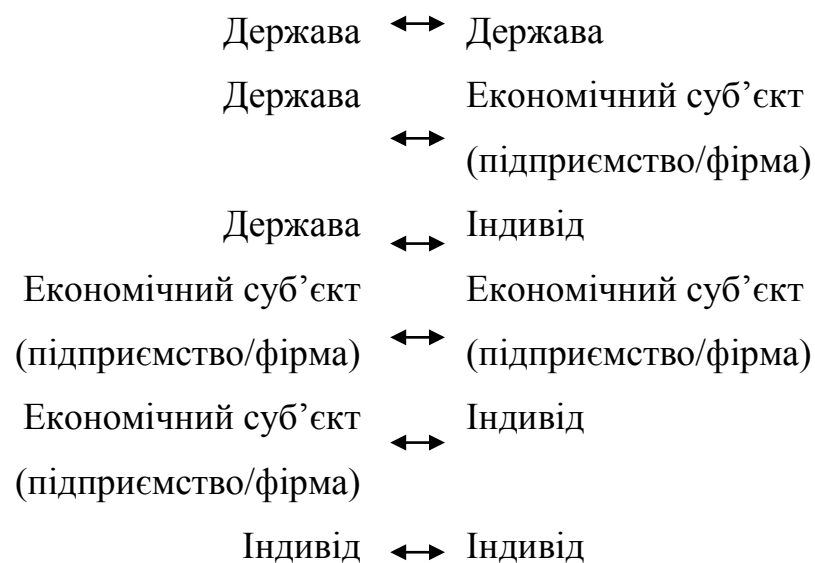 Держава ↔ Держава
Держава Економічний суб’єкт
↔ (підприємство/фірма)
Держава ↔ Індивід
Економічний суб’єкт Економічний суб’єкт
(підприємство/фірма) ↔ (підприємство/фірма)
Економічний суб’єкт ↔ Індивід
(підприємство/фірма)
Індивід ↔ Індивід